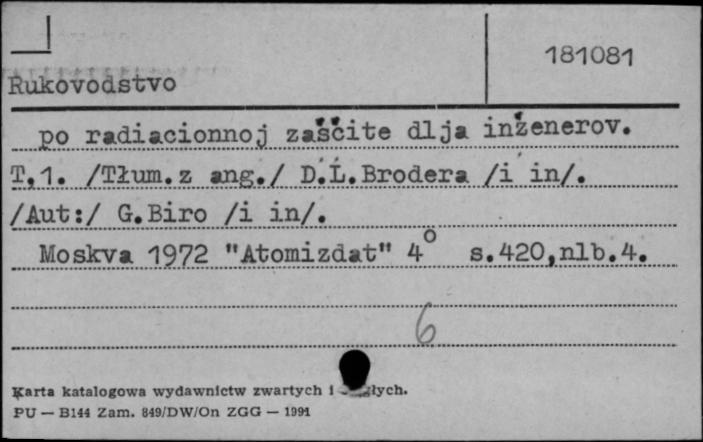 181081
Rukovodstvo
po radiacionnoj zaščite dlja inženerov.
T.1. /Tłum.z ang./ D.L.Brodera /i in/.
/Aut:/ G.Biro /i in/.
Moskva 1972 "Atomizdat" 4° s.420,nlb.4.
6
Karta katalogowa wydawnictw zwartych i
PU — B144 Zam. 849/DW/On ZGG — 1991